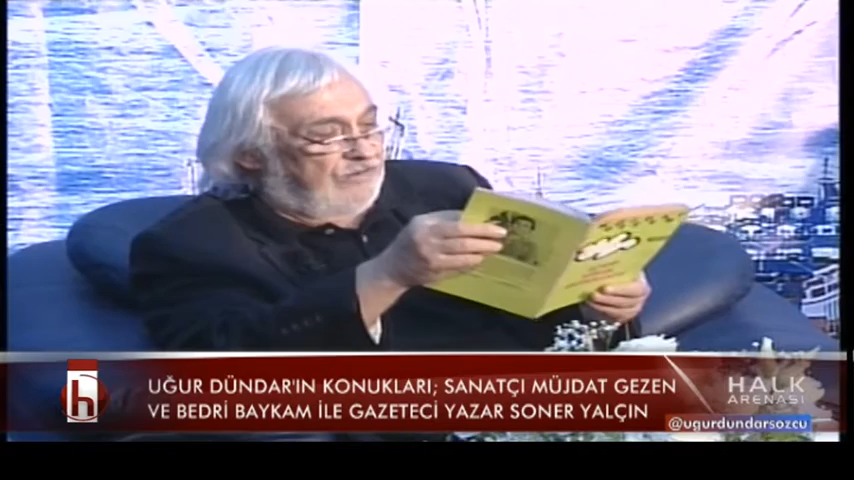 UĞUR DÜNDAR'IN KONUKLARI; SANATÇI MÜJDAT GEZEN
VE BEDRİ BAYKAM İLE GAZETECİ YAZAR SONER YALÇIN
h
HALK
ARENASI
@ugurdundarsozcu